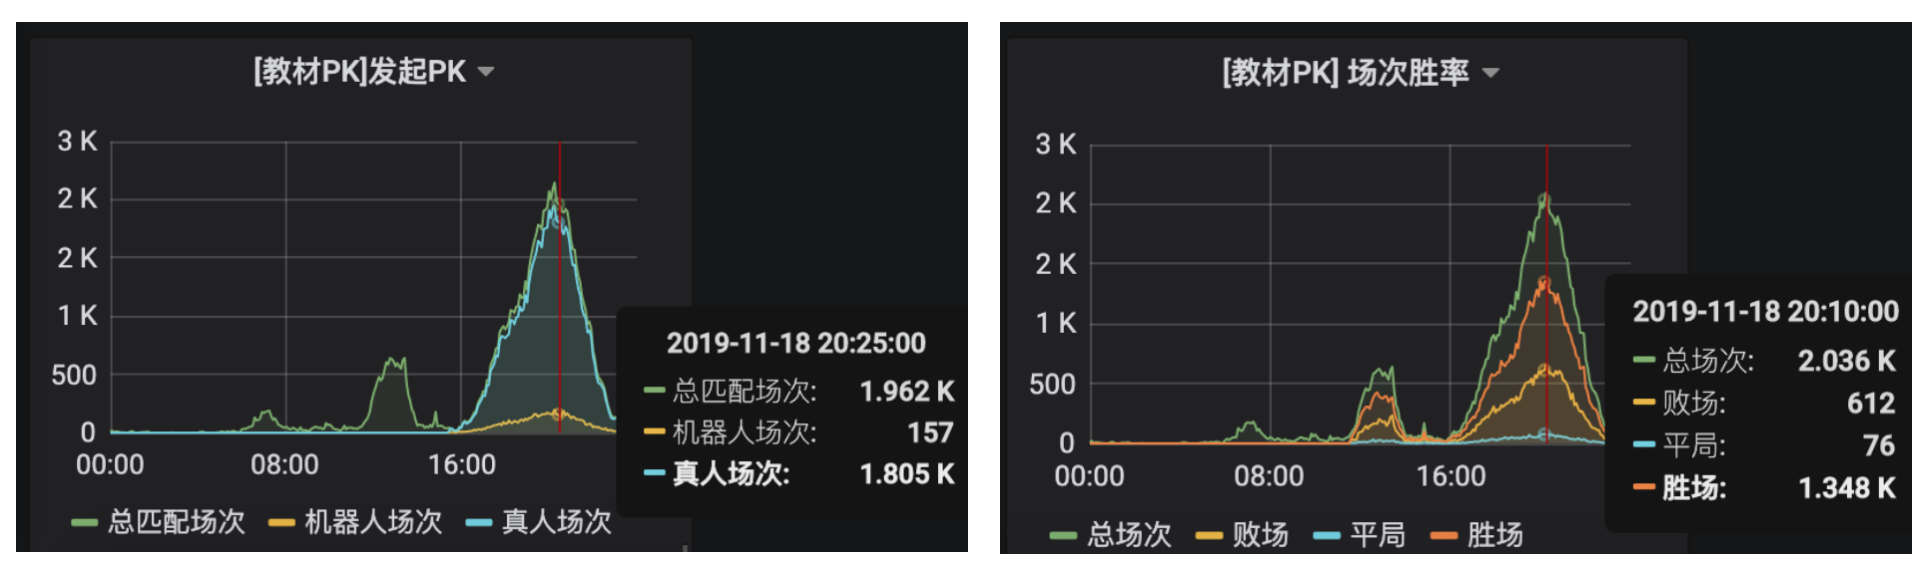 [教材PK]发起PK
3 K
2 K
2 K
1 K
500
0
00:00 08:00 16:00
2019-11-18 20:25:00
总匹配场次: 1.962 K
机器人场次: 157
真人场次: 1.805 K
总匹配场次 机器人场次 真人场次
[教材PK] 场次胜率
3 K
2 K
2 K
1 K
500
0
00:00 08:00 16:00
2019-11-18 20:10:00
总场次: 2.036 K
败场: 612
平局: 76
胜场: 1.348 K
总场次 败场 平局 胜场